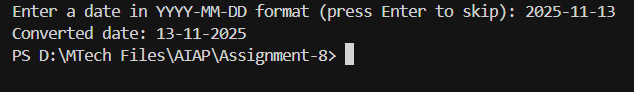 Enter a date in YYYY-MM-DD format (press Enter to skip): 2025-11-13
Converted date: 13-11-2025
PS D:\MTech Files\AIAP\Assignment-8>